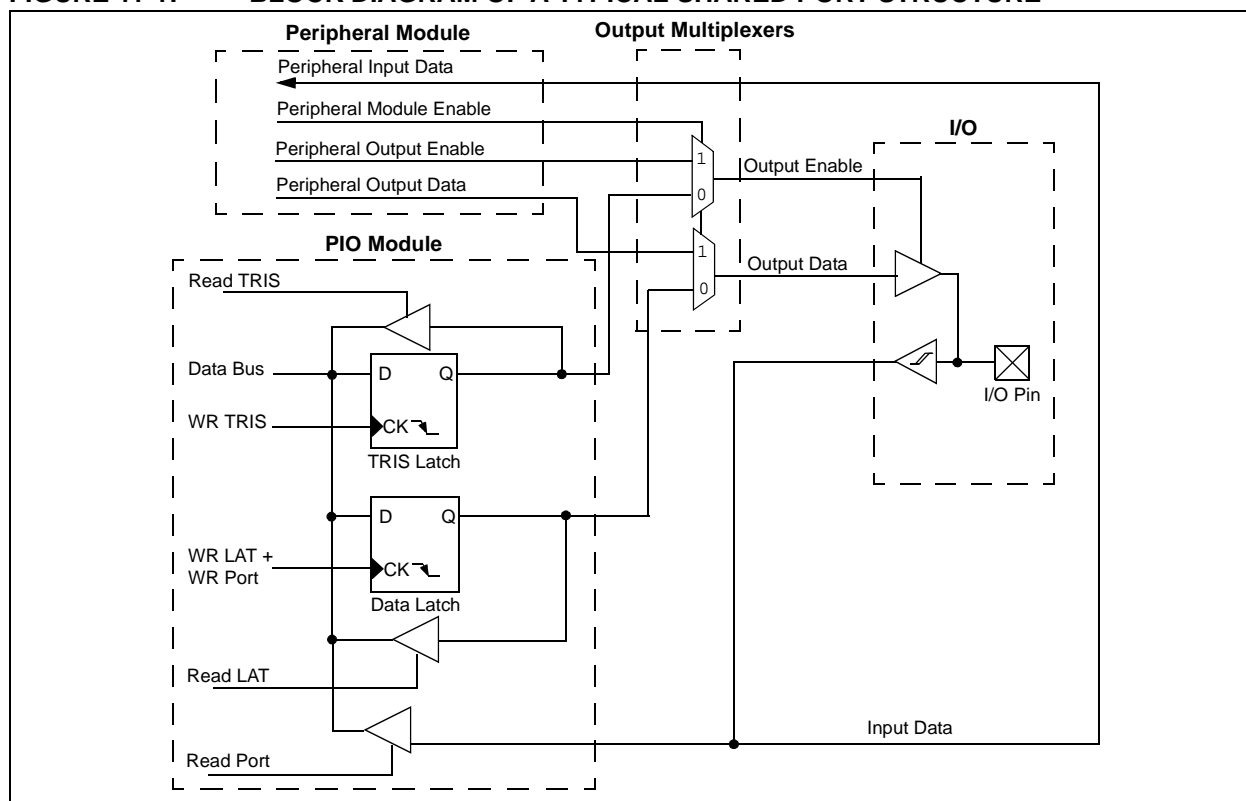 FIGURE
BLOCK DIAGRAM OF A TYPICAL SHARED PORT STRUCTURE
Peripheral Module
Output Multiplexers
Peripheral Input Data
Peripheral Module Enable
I/O
Peripheral Output Enable
1
Output Enable
Peripheral Output Data
0
PIO Module
1
Output Data
0
Read TRIS
Data Bus
D
Q
I/O Pin
WR TRIS
CK
TRIS Latch
D
Q
WR LAT +
WR Port
CK
Data Latch
Read LAT
Input Data
Read Port